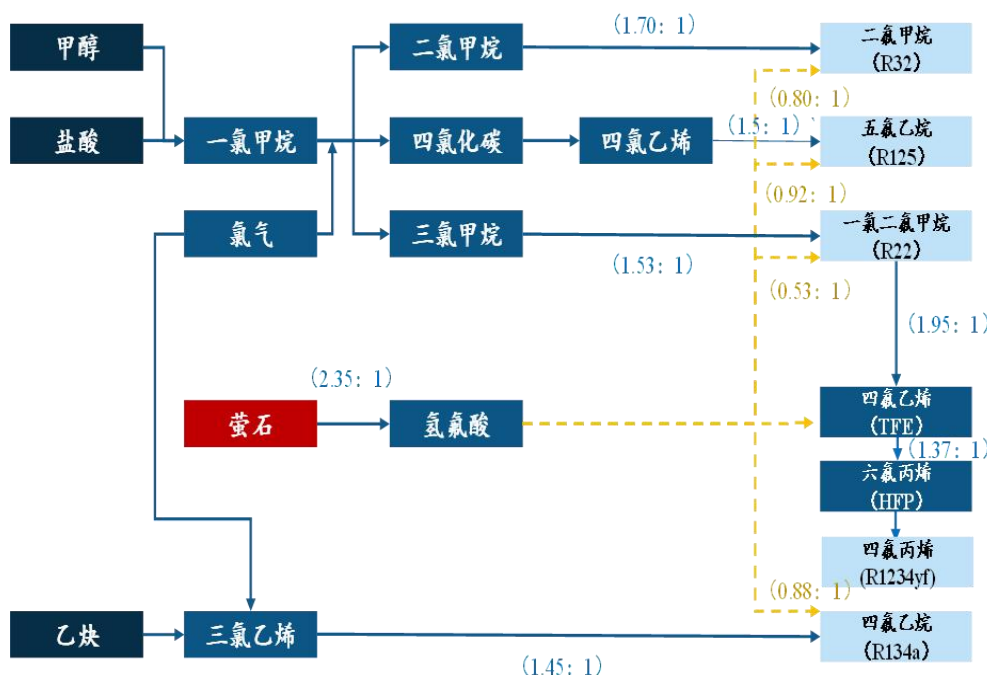 甲醇
盐酸
一氯甲烷
氯气
二氯甲烷
四氯化碳
四氯乙烯
三氯甲烷
(1.70: 1)
二氟甲烷
(R32)
(0.80: 1)
(1.5: 1)
五氟乙烷
(R125)
(0.92: 1)
一氯二氟甲烷
(R22)
(1.53: 1)
(0.53: 1)
(1.95: 1)
(2.35: 1)
萤石
氢氟酸
四氟乙烯
(TFE)
(1.37: 1)
六氟丙烯
(HFP)
四氟丙烯
(R1234yf)
(0.88: 1)
乙炔
三氯乙烯
四氟乙烷
(R134a)
(1.45: 1)